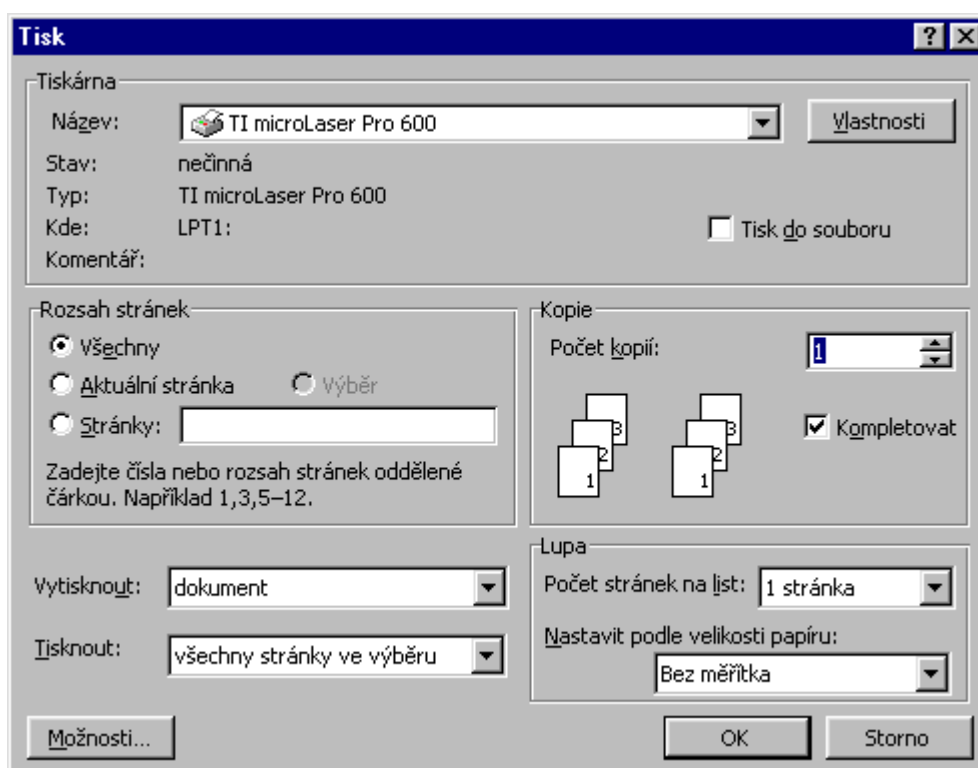 Tisk
Tiskárna
Název: TI microLaser Pro 600 Vlastnosti
Stav: nečinná
Typ: TI microLaser Pro 600
Kde: LPT1: Tisk do souboru
Komentář:
Rozsah stránek
Všechny
Aktuální stránka Výběr
Stránky:
Zadejte čísla nebo rozsah stránek oddělené
čárkou. Například 1,3,5–12.
Kopie
Počet kopií: 1
3 3
2 2
1 1
Kompletovat
Vytisknout: dokument
Tisknout: všechny stránky ve výběru
Lupa
Počet stránek na list: 1 stránka
Nastavit podle velikosti papíru:
Bez měřítka
Možnosti... OK Storno